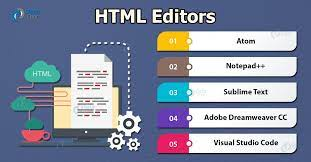 HTML Editors
HTML
01 Atom
02 Notepad++
03 Sublime Text
04 Adobe Dreamweaver CC
05 Visual Studio Code